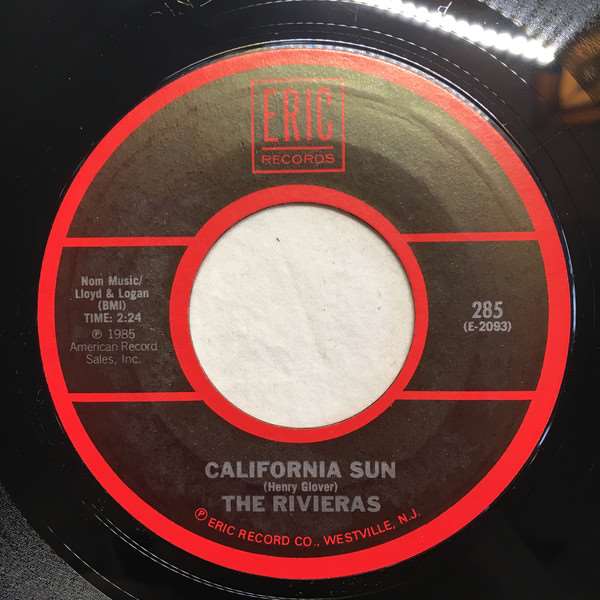 ERIC
RECORDS
Nom Music/
Lloyd & Logan
(BMI)
TIME: 2:24
℗ 1985
American Record
Sales, Inc.
285
(E-2093)
CALIFORNIA SUN
(Henry Glover)
THE RIVIERAS
℗ ERIC RECORD CO., WESTVILLE, N.J.